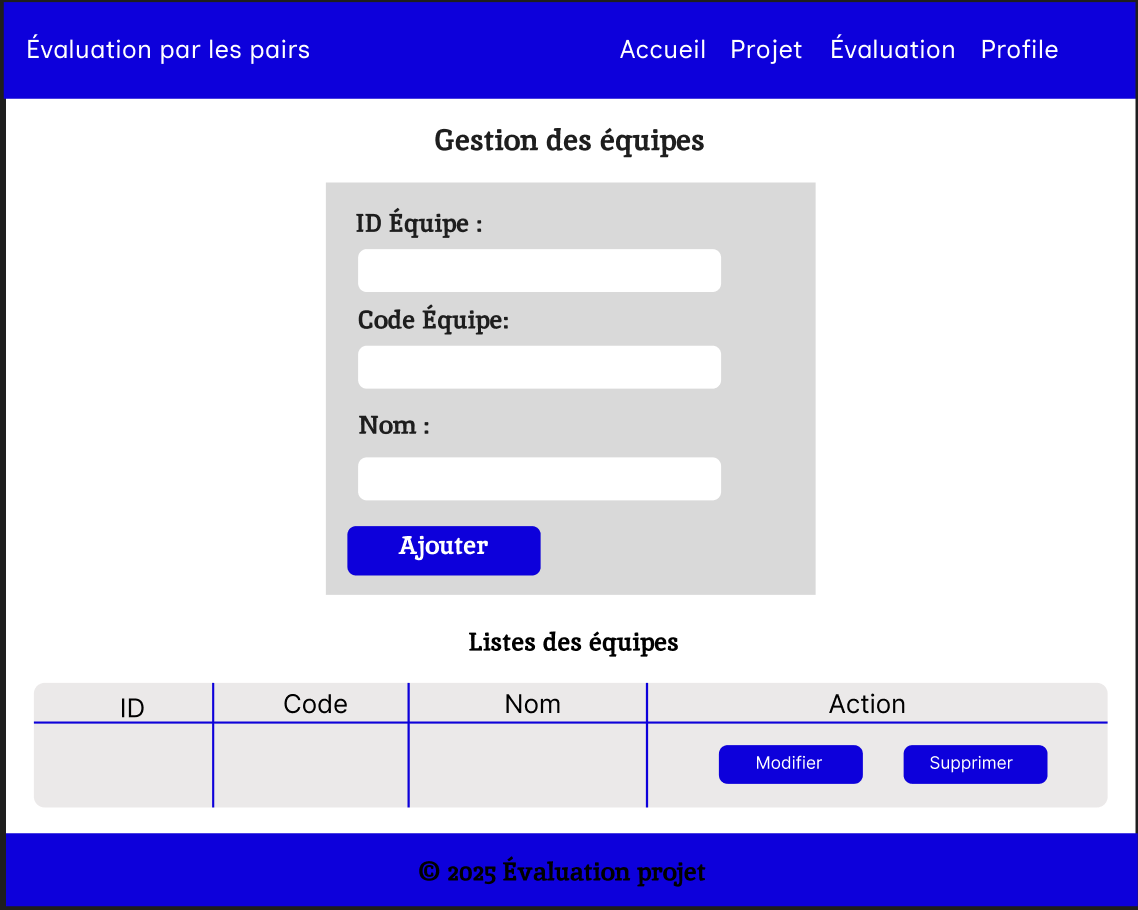 Évaluation par les pairs
Accueil Projet Évaluation Profile
Gestion des équipes
ID Équipe :
Code Équipe:
Nom :
Ajouter
Listes des équipes
ID Code Nom Action
Modifier Supprimer
© 2025 Évaluation projet